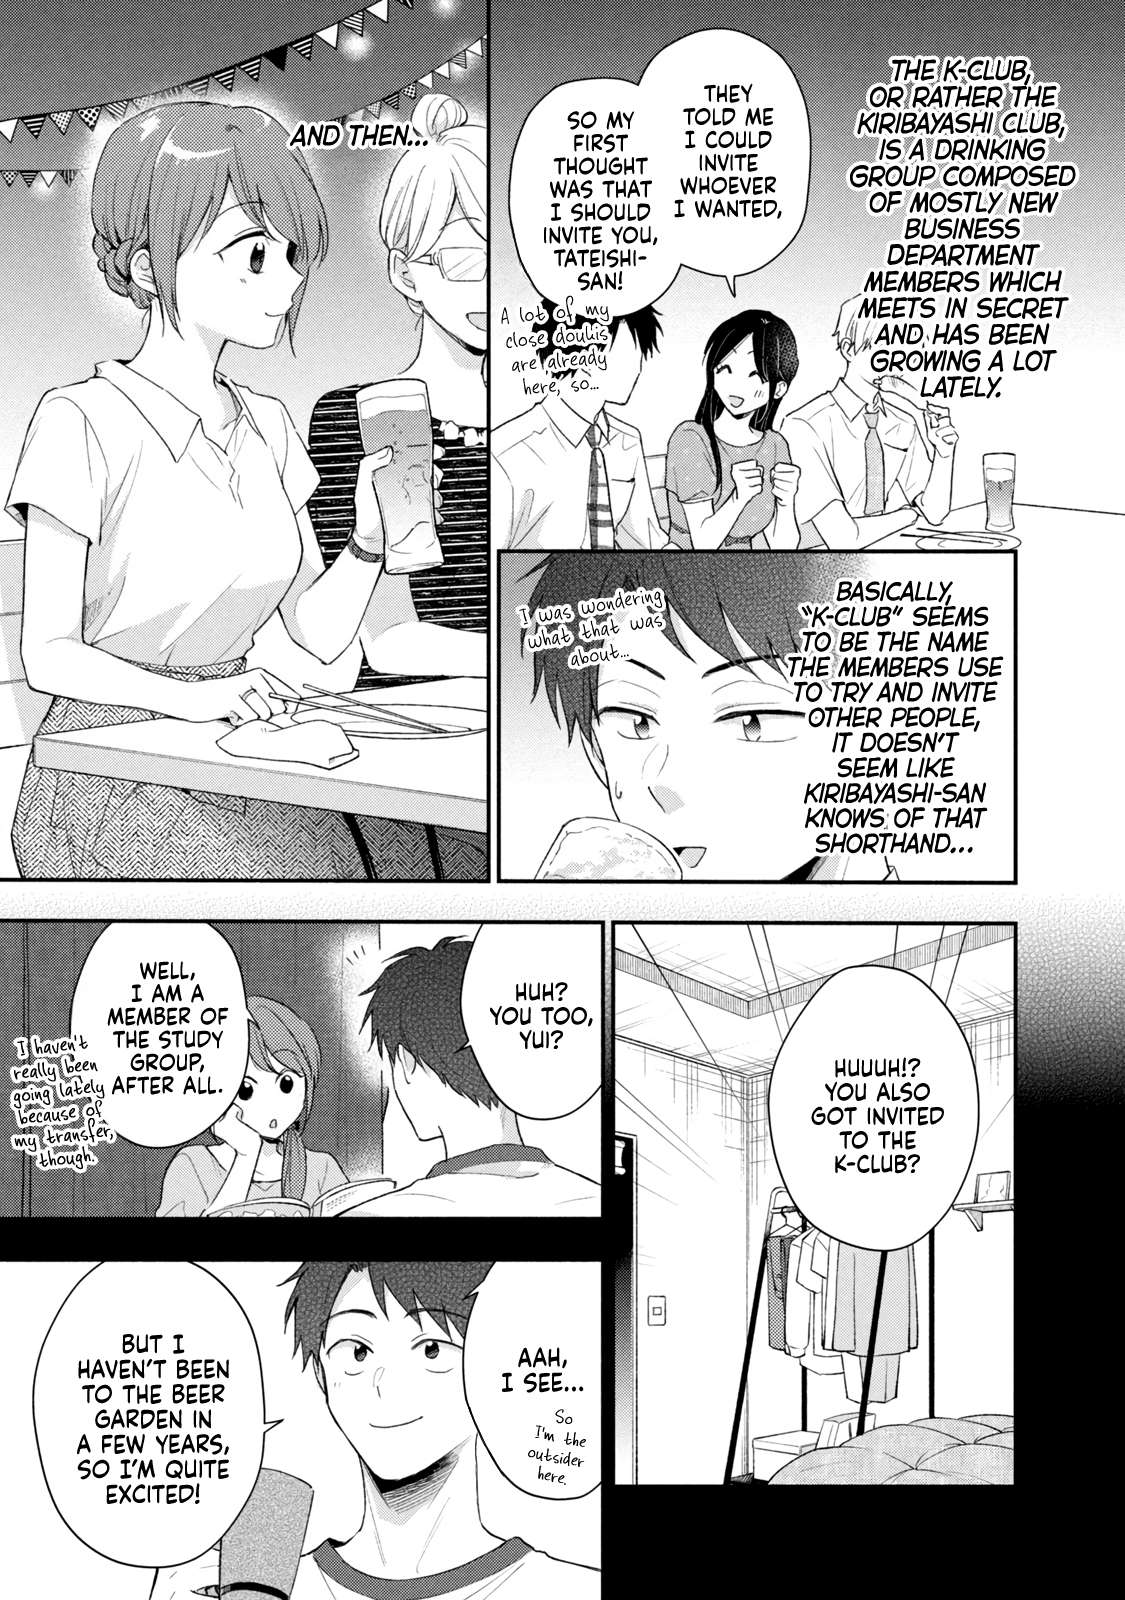 THE K-CLUB,
OR RATHER THE
KIRIBAYASHI CLUB,
IS A DRINKING
GROUP COMPOSED
OF MOSTLY NEW
BUSINESS
DEPARTMENT
MEMBERS WHICH
MEETS IN SECRET
AND HAS BEEN
GROWING A LOT
LATELY.
THEY
TOLD ME
I COULD
INVITE
WHOEVER
I WANTED,
SO MY
FIRST
THOUGHT
WAS THAT
I SHOULD
INVITE YOU,
TATEISHI-
SAN!
A lot of my
close doukis
are already
here, so...
BASICALLY,
“K-CLUB” SEEMS
TO BE THE NAME
THE MEMBERS USE
TO TRY AND INVITE
OTHER PEOPLE,
IT DOESN'T
SEEM LIKE
KIRIBAYASHI-SAN
KNOWS OF THAT
SHORTHAND...
I was wondering
what that was
about...
AND THEN...
HUUUH!?
YOU ALSO
GOT INVITED
TO THE
K-CLUB?
HUH?
YOU TOO,
YUI?
WELL,
I AM A
MEMBER OF
THE STUDY
GROUP,
AFTER ALL.
I haven't
really been
going lately
because of
my transfer,
though.
AAH,
I SEE...
So
I'm the
outsider
here.
BUT I
HAVEN'T BEEN
TO THE BEER
GARDEN IN
A FEW YEARS,
SO I'M QUITE
EXCITED!